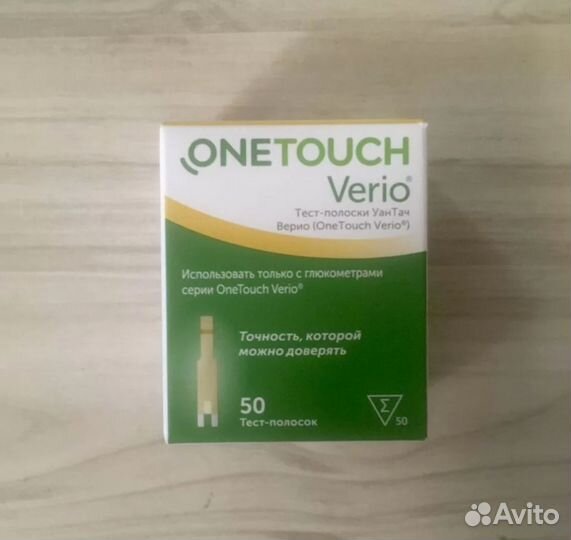 ONETOUCH
Verio®
Тест-полоски УанТач
Верио (OneTouch Verio®)
Использовать только с глюкометрами
серии OneTouch Verio®
Точность, которой
можно доверять
50
Тест-полосок
Σ 50
Avito